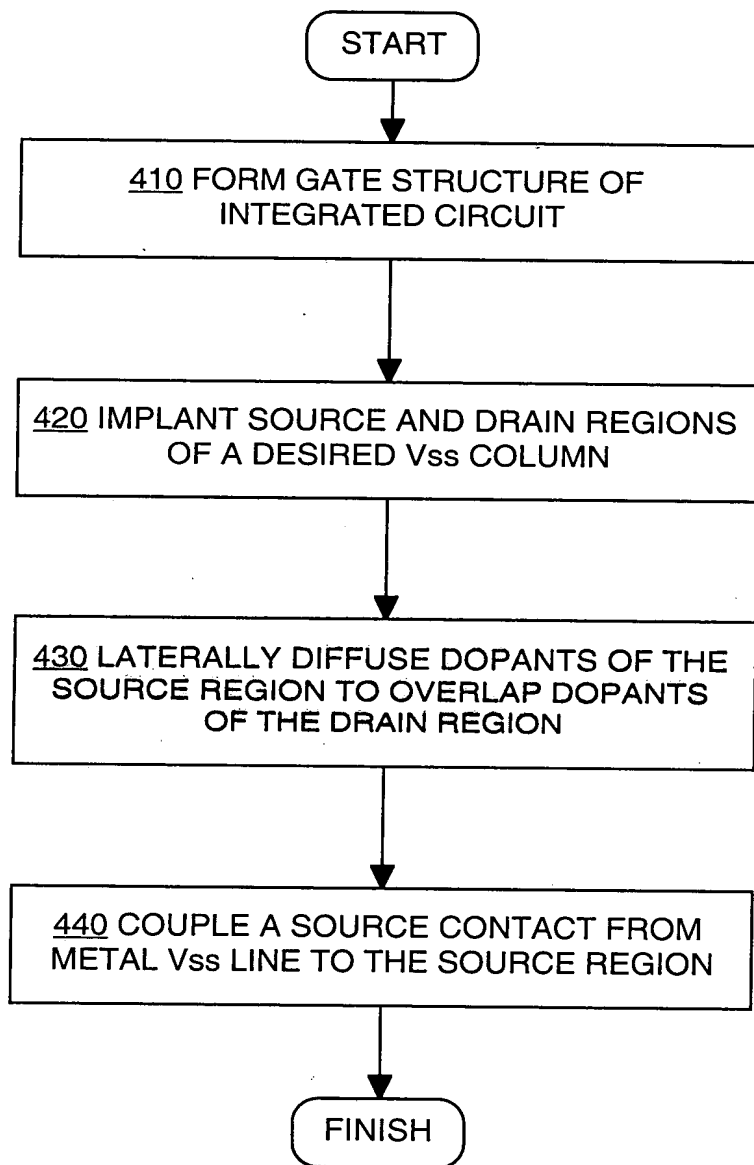 START
410 FORM GATE STRUCTURE OF
INTEGRATED CIRCUIT
420 IMPLANT SOURCE AND DRAIN REGIONS
OF A DESIRED Vss COLUMN
430 LATERALLY DIFFUSE DOPANTS OF THE
SOURCE REGION TO OVERLAP DOPANTS
OF THE DRAIN REGION
440 COUPLE A SOURCE CONTACT FROM
METAL Vss LINE TO THE SOURCE REGION
FINISH